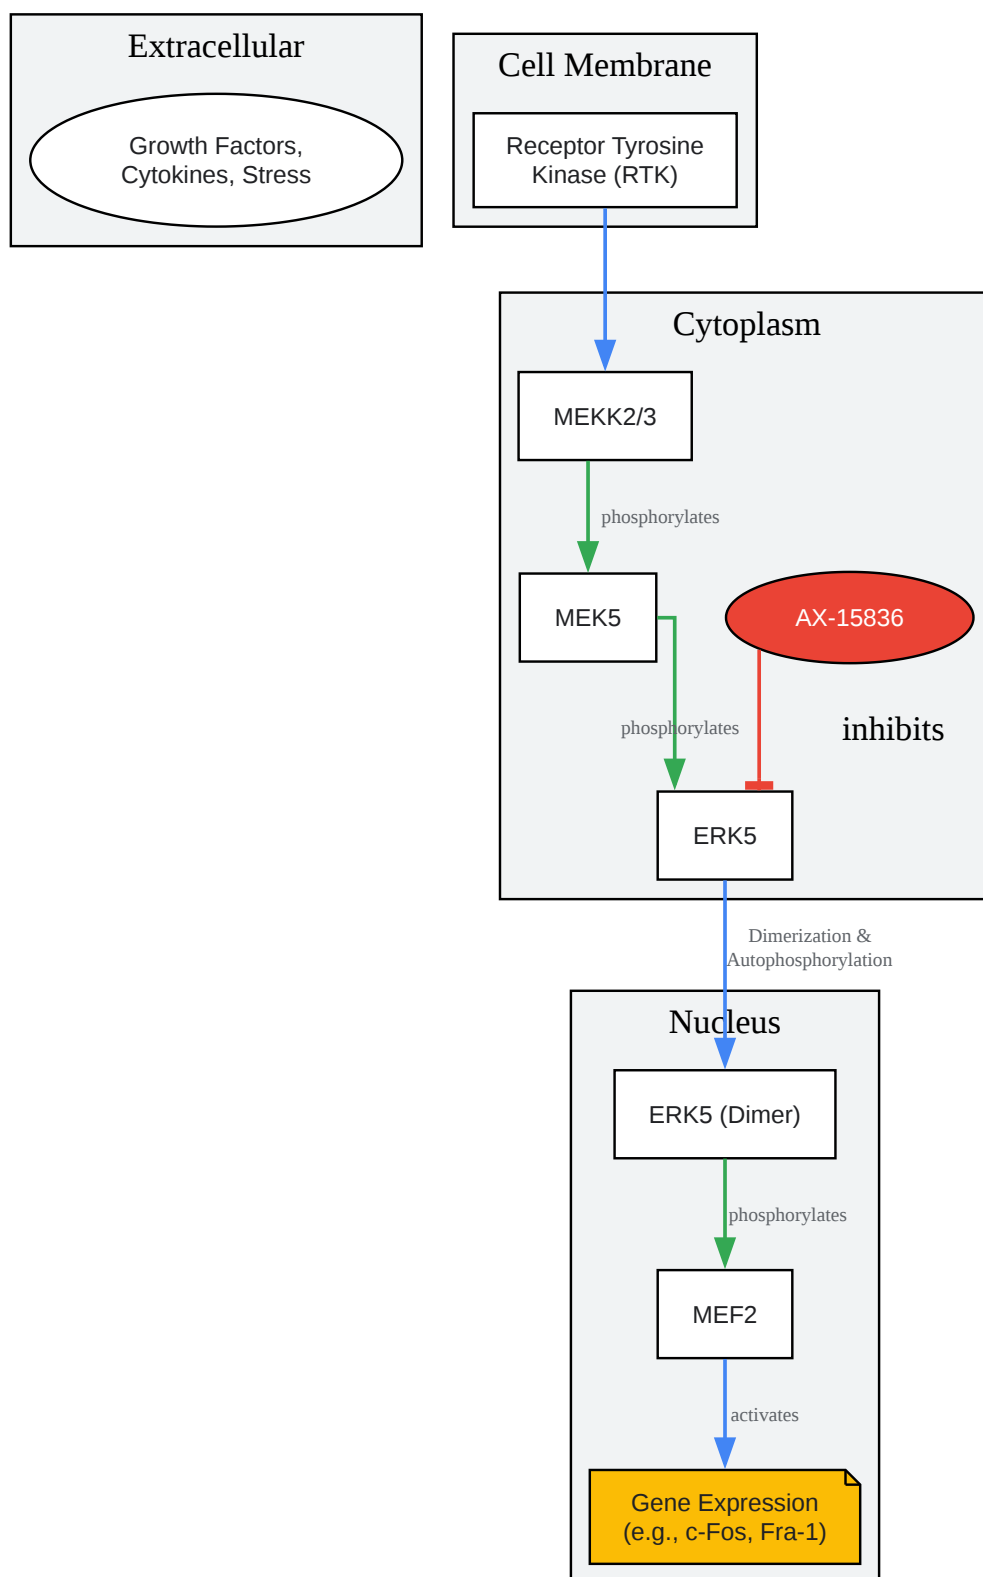 Extracellular
Growth Factors,
Cytokines, Stress
Cell Membrane
Receptor Tyrosine
Kinase (RTK)
Cytoplasm
MEKK2/3
phosphorylates
MEK5
AX-15836
phosphorylates
inhibits
ERK5
Dimerization &
Autophosphorylation
Nucleus
ERK5 (Dimer)
phosphorylates
MEF2
activates
Gene Expression
(e.g., c-Fos, Fra-1)